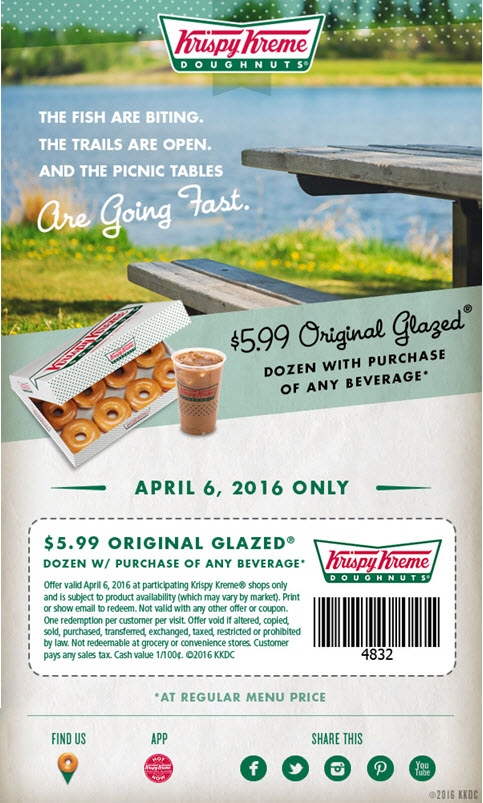 Krispy Kreme
DOUGHNUTS®
THE FISH ARE BITING.
THE TRAILS ARE OPEN.
AND THE PICNIC TABLES
Are Going Fast.
$5.99 Original Glazed®
DOZEN WITH PURCHASE
OF ANY BEVERAGE*
Krispy Kreme
APRIL 6, 2016 ONLY
$5.99 ORIGINAL GLAZED®
DOZEN W/ PURCHASE OF ANY BEVERAGE*
Offer valid April 6, 2016 at participating Krispy Kreme® shops only
and is subject to product availability (which may vary by market). Print
or show email to redeem. Not valid with any other offer or coupon.
One redemption per customer per visit. Offer void if altered, copied,
sold, purchased, transferred, exchanged, taxed, restricted or prohibited
by law. Not redeemable at grocery or convenience stores. Customer
pays any sales tax. Cash value 1/100¢. ©2016 KKDC
Krispy Kreme
DOUGHNUTS®
4832
*AT REGULAR MENU PRICE
FIND US
APP
SHARE THIS
HOT
Krispy Kreme
NOW
You
Tube
©2016 KKDC